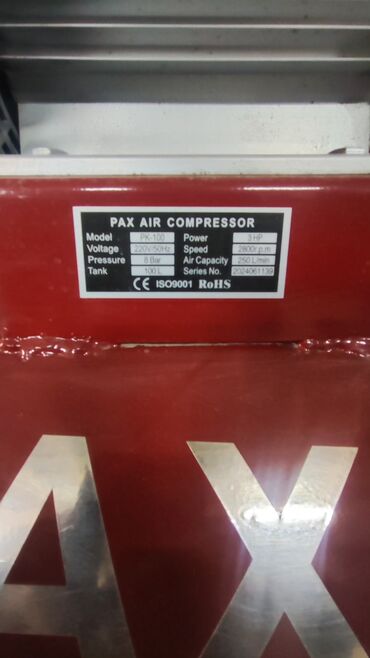 PAX AIR COMPRESSOR
Model PK-100 Power 3 HP
Voltage 220V/50Hz Speed 2800r.p.m
Pressure 8 Bar Air Capacity 250 L/min
Tank 100 L Series No. 2024061139
CE ISO9001 RoHS
AX